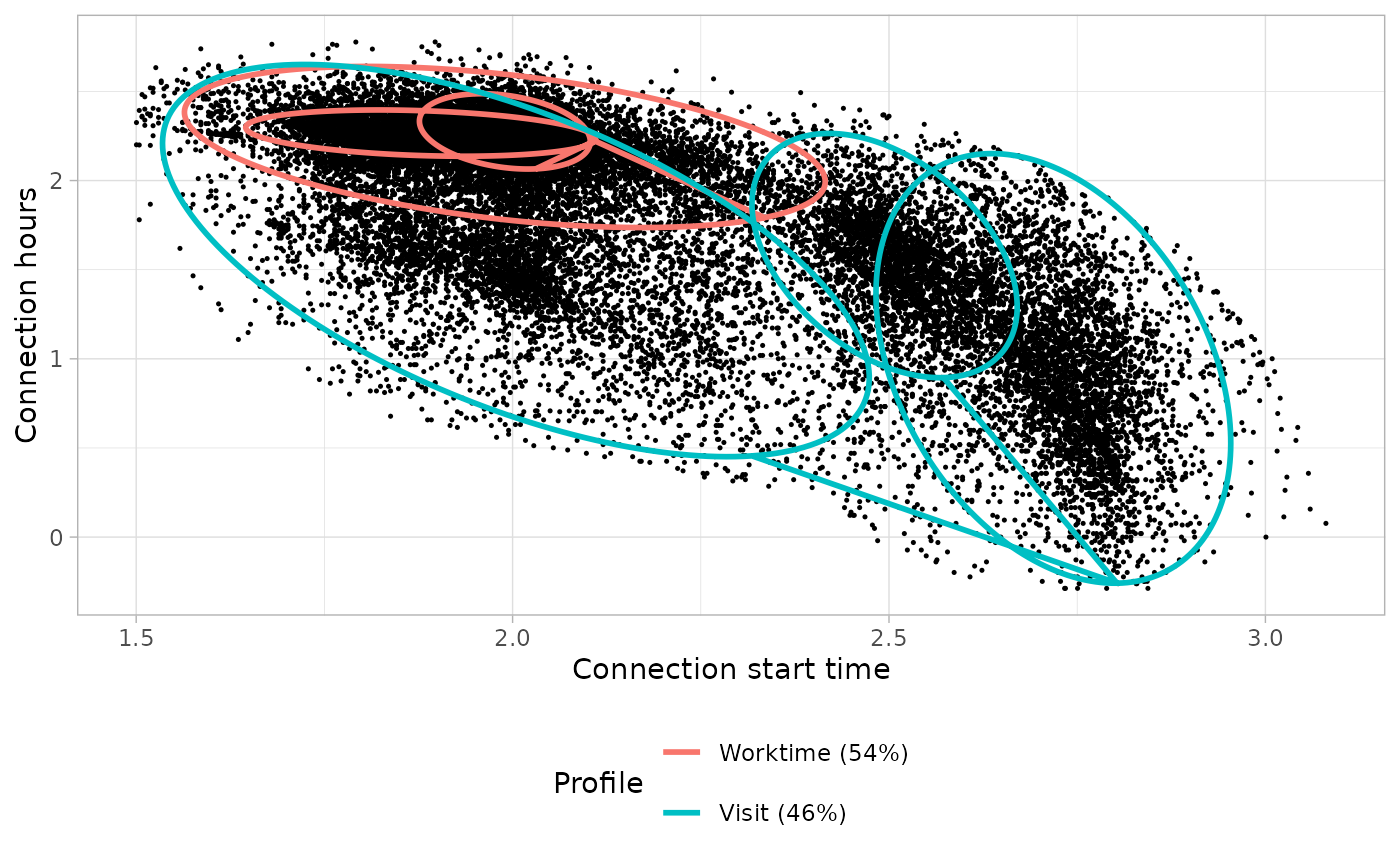 Connection hours
2
1
0
1.5 2.0 2.5 3.0
Connection start time
Profile
Worktime (54%)
Visit (46%)